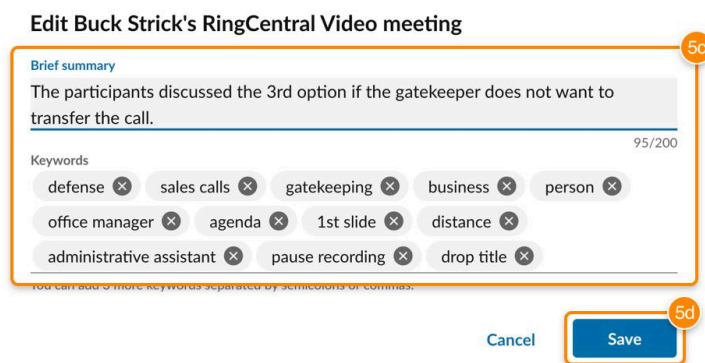 Edit Buck Strick's RingCentral Video meeting
5c
Brief summary
The participants discussed the 3rd option if the gatekeeper does not want to
transfer the call.
95/200
Keywords
defense sales calls gatekeeping business person
office manager agenda 1st slide distance
administrative assistant pause recording drop title
You can add 3 more keywords separated by semicolons or commas.
5d
Cancel Save